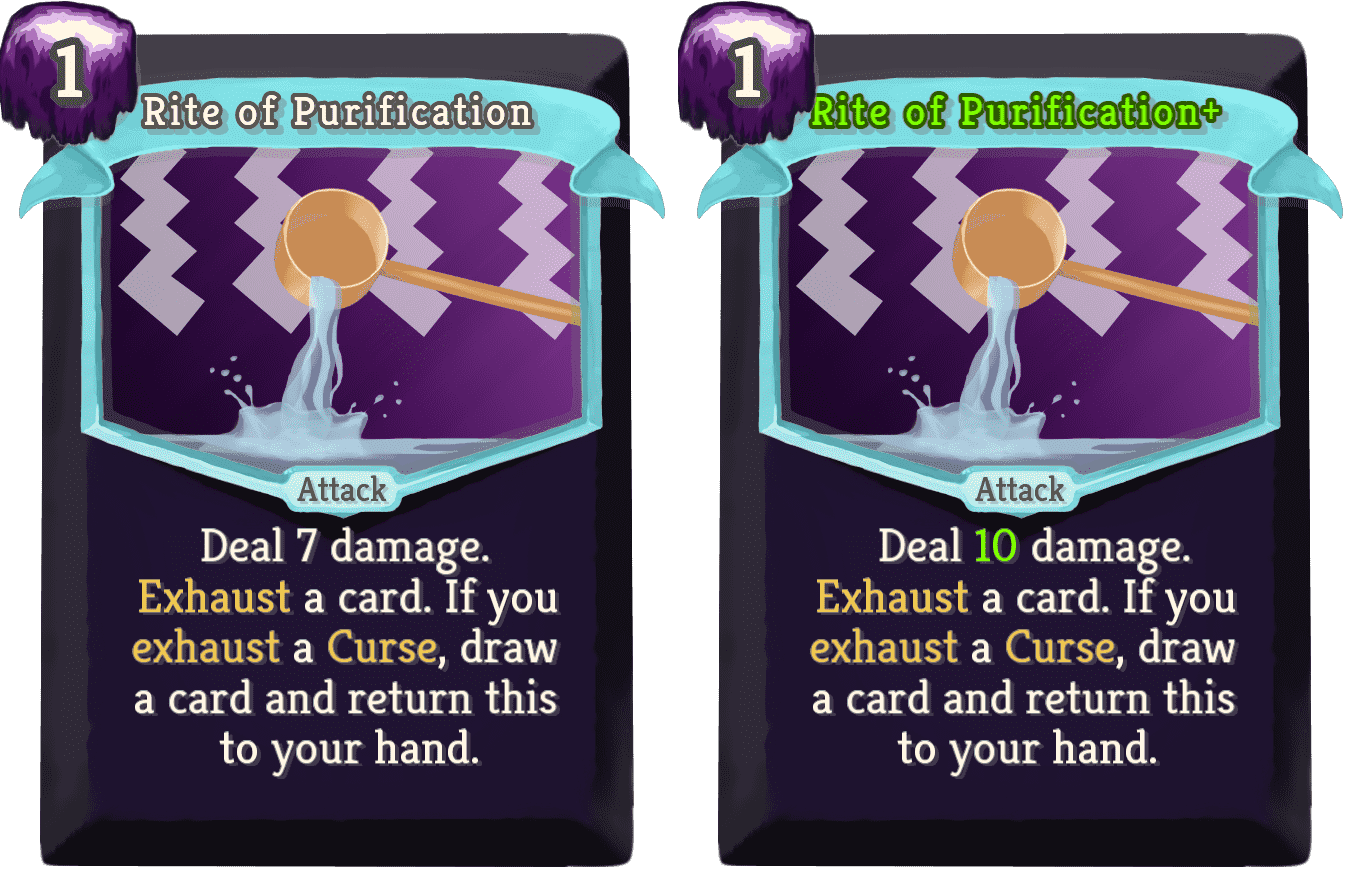 1
Rite of Purification
Attack
Deal 7 damage.
Exhaust a card. If you
exhaust a Curse, draw
a card and return this
to your hand.
1
Rite of Purification+
Attack
Deal 10 damage.
Exhaust a card. If you
exhaust a Curse, draw
a card and return this
to your hand.